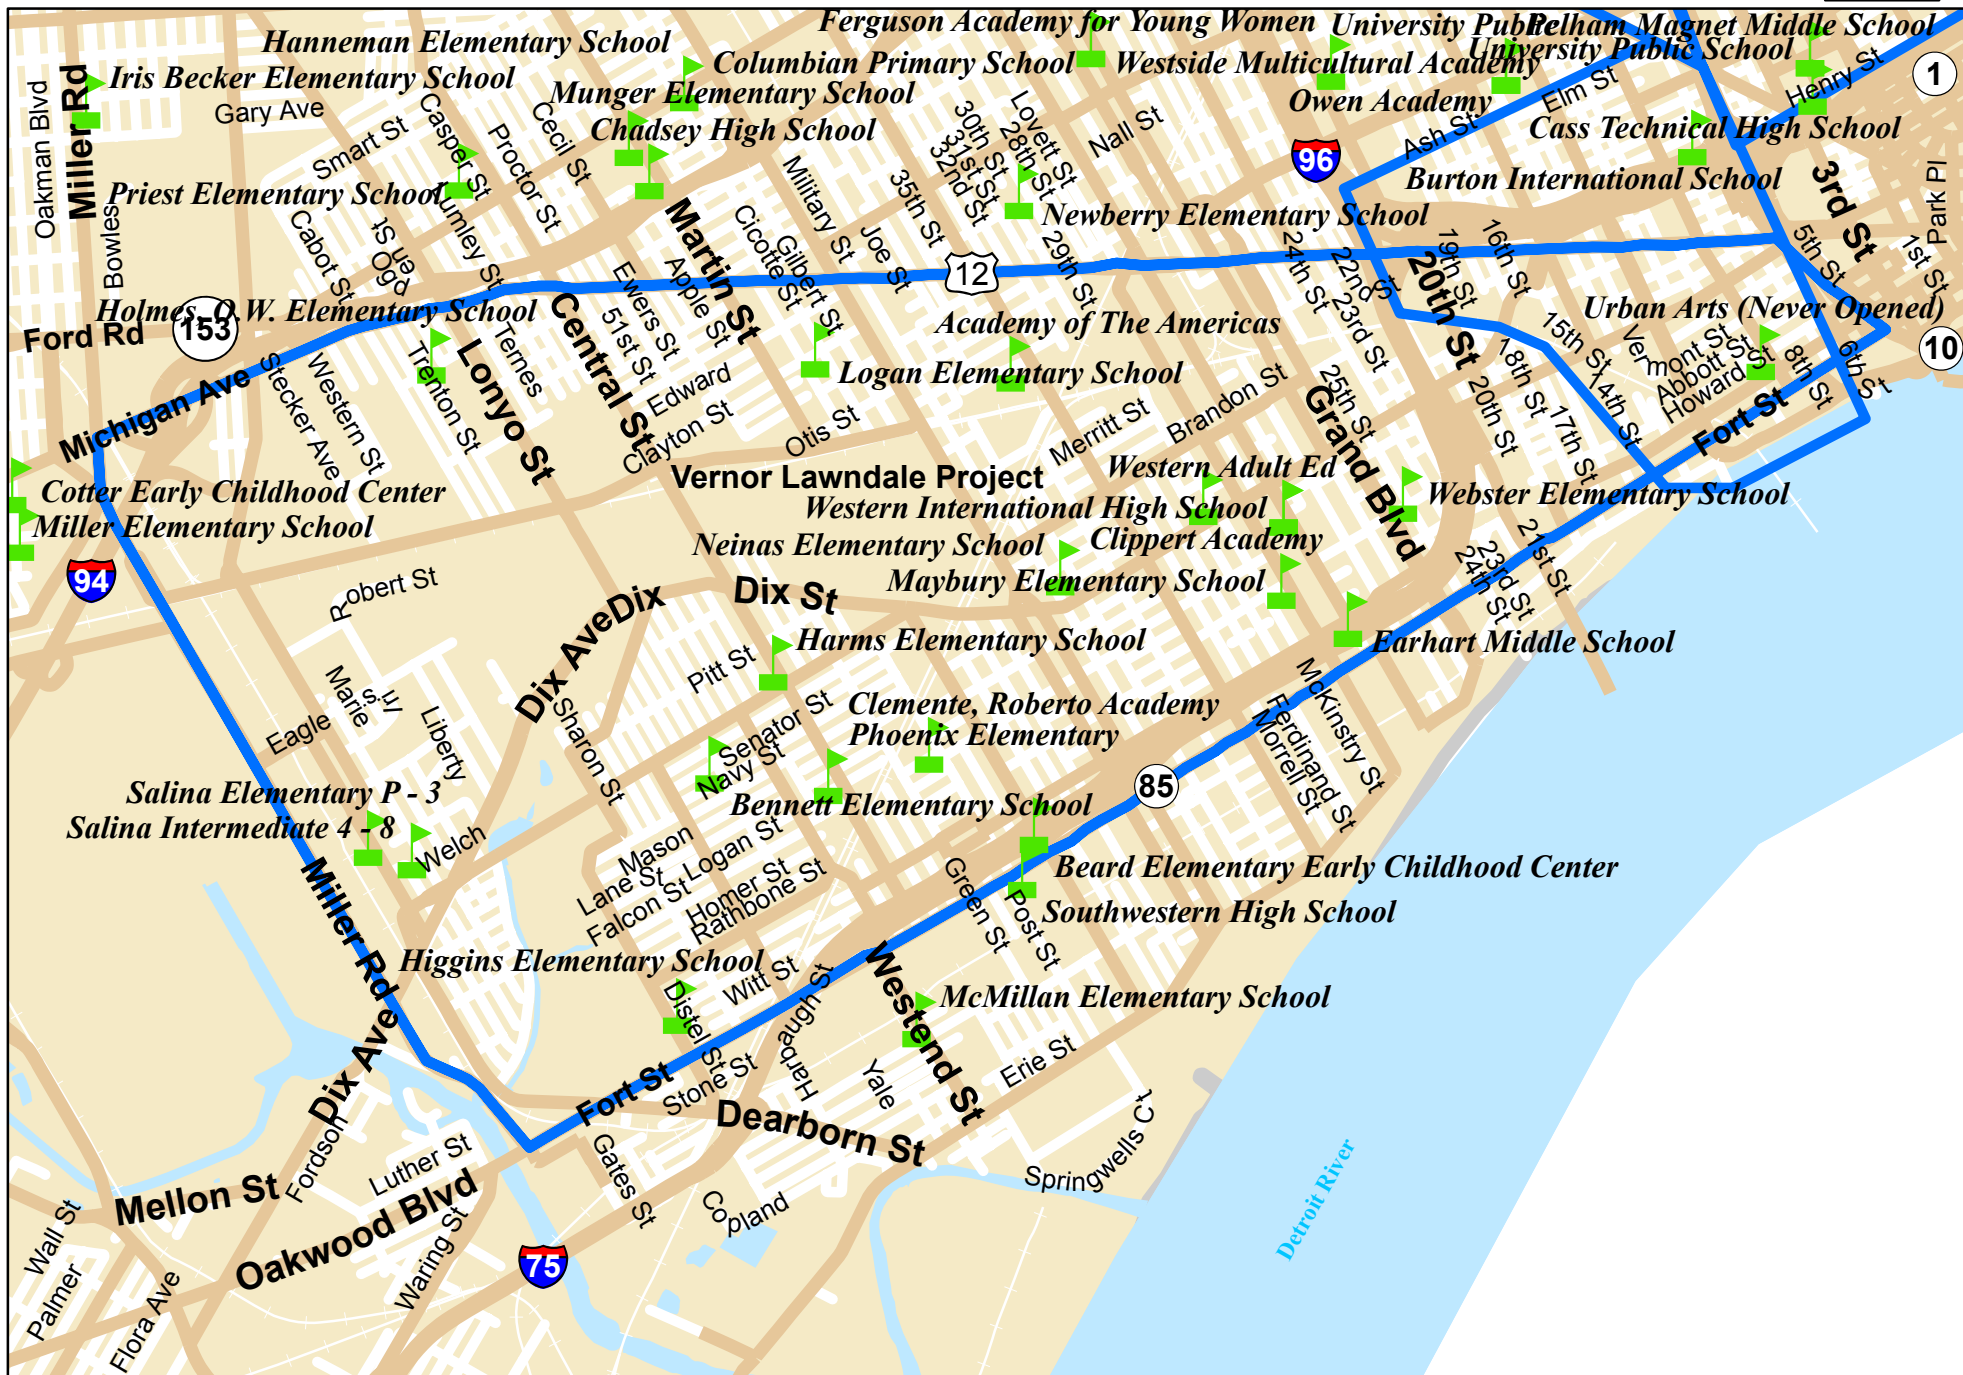 Ferguson Academy for Young Women
University Public
Pelham Magnet Middle School
Hanneman Elementary School
University Public School
Iris Becker Elementary School
Columbian Primary School
Westside Multicultural Academy
Munger Elementary School
Owen Academy
Chadsey High School
Cass Technical High School
Priest Elementary School
Burton International School
Newberry Elementary School
Oakman Blvd
Miller Rd
Bowles
Gary Ave
Smart St
Casper St
Proctor St
Cecil St
Lumley St
Cabot St
Ogden St
Martin St
Military St
Cicotte St
Gilbert St
Joe St
35th St
30th St
31st St
32nd St
28th St
Lovett St
29th St
Nall St
96
Ash St
Elm St
Henry St
1
3rd St
Park Pl
1st St
5th St
24th St
22nd St
23rd St
19th St
20th St
16th St
12
Ford Rd
153
Holmes, O.W. Elementary School
Central St
Ewers St
Apple St
51st St
Academy of The Americas
Urban Arts (Never Opened)
10
Logan Elementary School
Michigan Ave
Stecker Ave
Western St
Trenton St
Lonyo St
Ternes
Edward
Clayton St
Otis St
Merritt St
Brandon St
25th St
Grand Blvd
20th St
18th St
17th St
15th St
14th St
Vermont St
Abbott St
Howard St
8th St
6th St
Fort St
Cotter Early Childhood Center
Miller Elementary School
Vernor Lawndale Project
Western Adult Ed
Western International High School
Webster Elementary School
Neinas Elementary School
Clippert Academy
Maybury Elementary School
94
Robert St
Dix Ave
Dix
Dix St
21st St
23rd St
24th St
Harms Elementary School
Earhart Middle School
Pitt St
Marie
Eagle
Liberty
Sharon St
Senator St
Navy St
Clemente, Roberto Academy
Phoenix Elementary
McKinstry St
Ferdinand St
Morrell St
85
Salina Elementary P - 3
Salina Intermediate 4 - 8
Bennett Elementary School
Welch
Mason
Lane St
Logan St
Falcon St
Homer St
Rathbone St
Beard Elementary Early Childhood Center
Southwestern High School
Green St
Post St
Miller Rd
Higgins Elementary School
Witt St
Distel St
Harbaugh St
Westend St
McMillan Elementary School
Dix Ave
Fort St
Stone St
Yale
Erie St
Dearborn St
Springwells Ct
Fordson
Luther St
Gates St
Copland
Mellon St
Oakwood Blvd
Wall St
Palmer
Flora Ave
Waring St
75
Detroit River